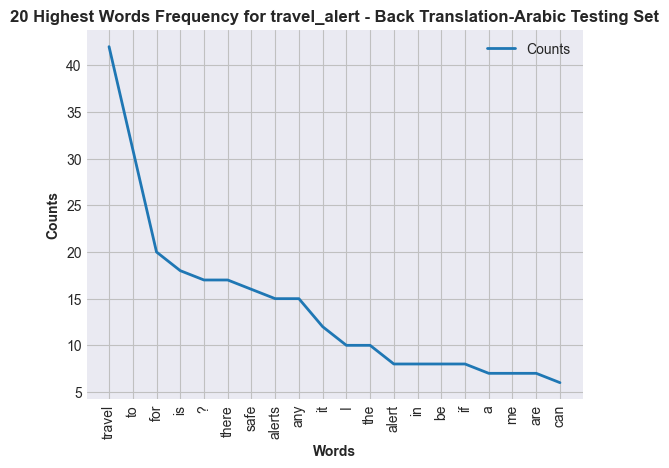 20 Highest Words Frequency for travel_alert - Back Translation-Arabic Testing Set
Counts
40
35
30
25
20
15
10
5
Counts
travel
to
for
is
?
there
safe
alerts
any
it
I
the
alert
in
be
if
a
me
are
can
Words